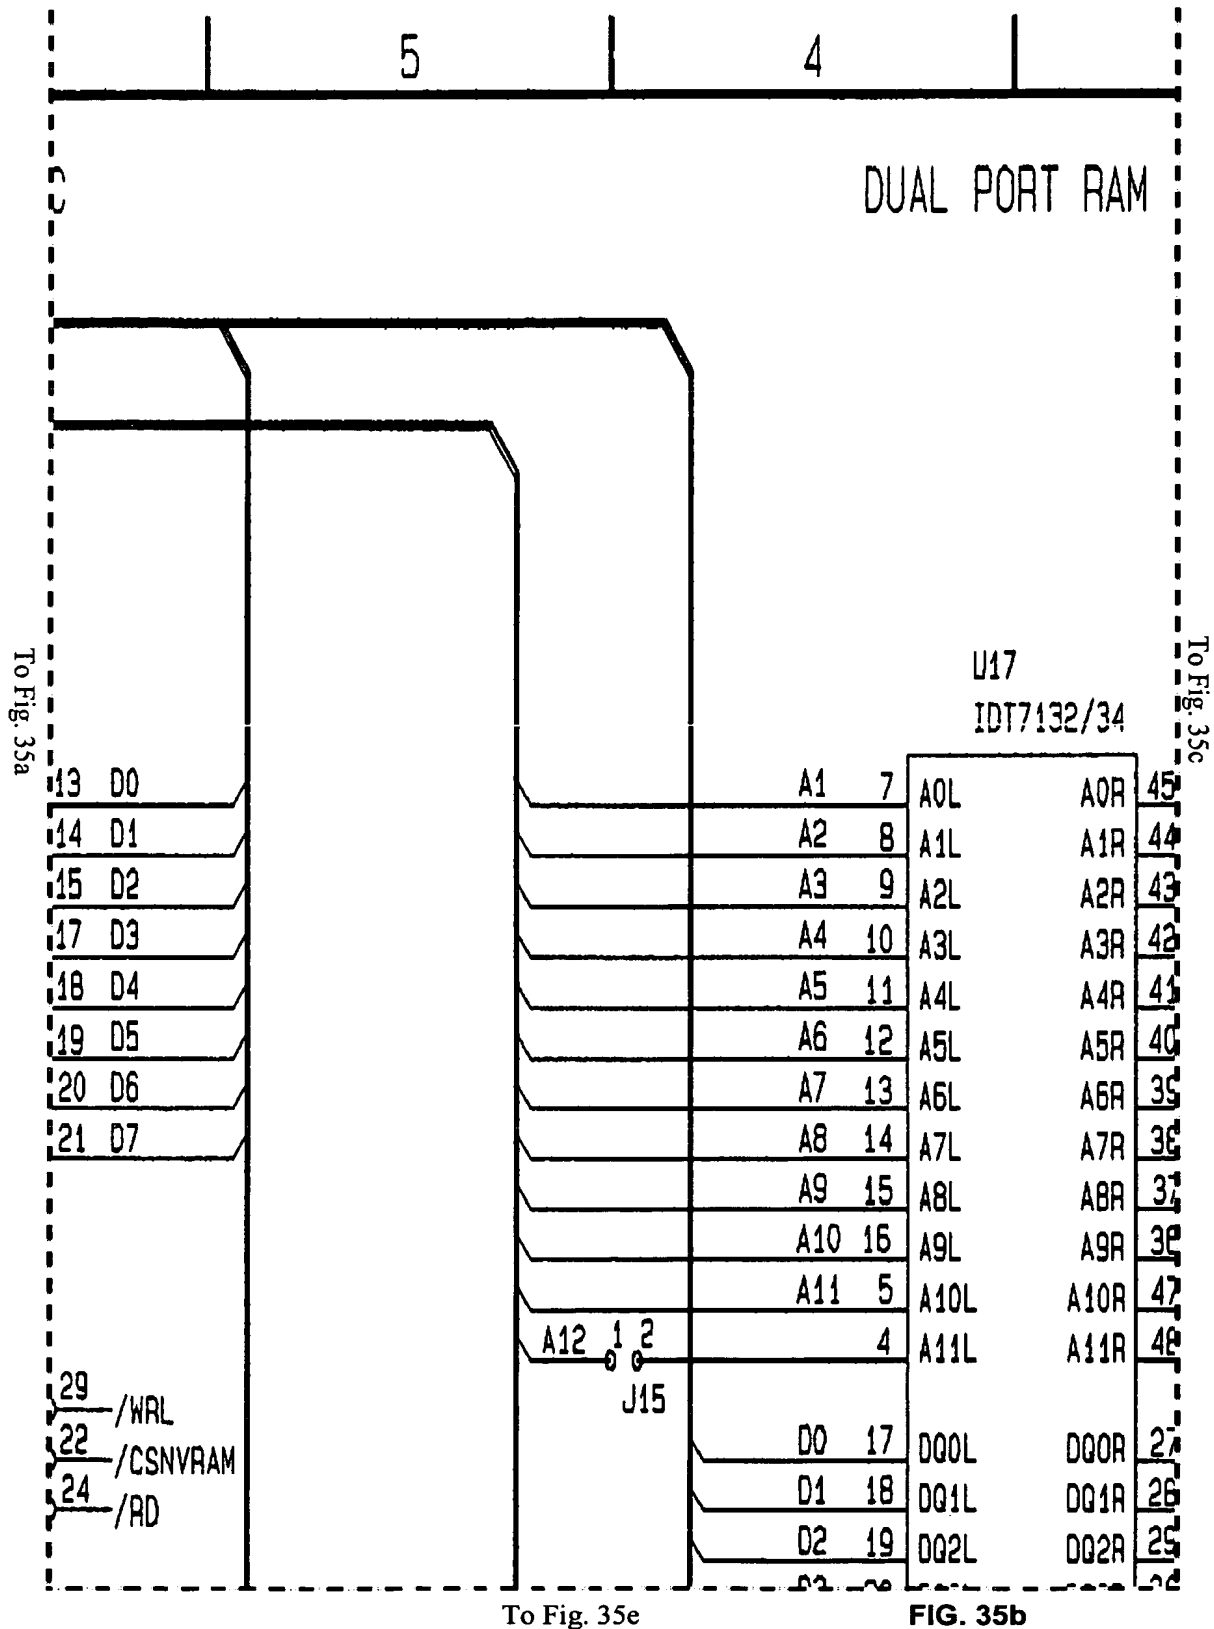 5 4
DUAL PORT RAM
To Fig. 35a
To Fig. 35c
U17
IDT7132/34
13 D0 A1 7 A0L A0R 45
14 D1 A2 8 A1L A1R 44
15 D2 A3 9 A2L A2R 43
17 D3 A4 10 A3L A3R 42
18 D4 A5 11 A4L A4R 41
19 D5 A6 12 A5L A5R 40
20 D6 A7 13 A6L A6R 39
21 D7 A8 14 A7L A7R
A9 15 A8L A8R 37
A10 16 A9L A9R
A11 5 A10L A10R 47
A12 1 2 4 A11L A11R
J15
29 /WRL
22 /CSNVRAM
24 /RD
D0 17 DQ0L DQ0R 27
D1 18 DQ1L DQ1R 26
D2 19 DQ2L DQ2R
To Fig. 35e
FIG. 35b